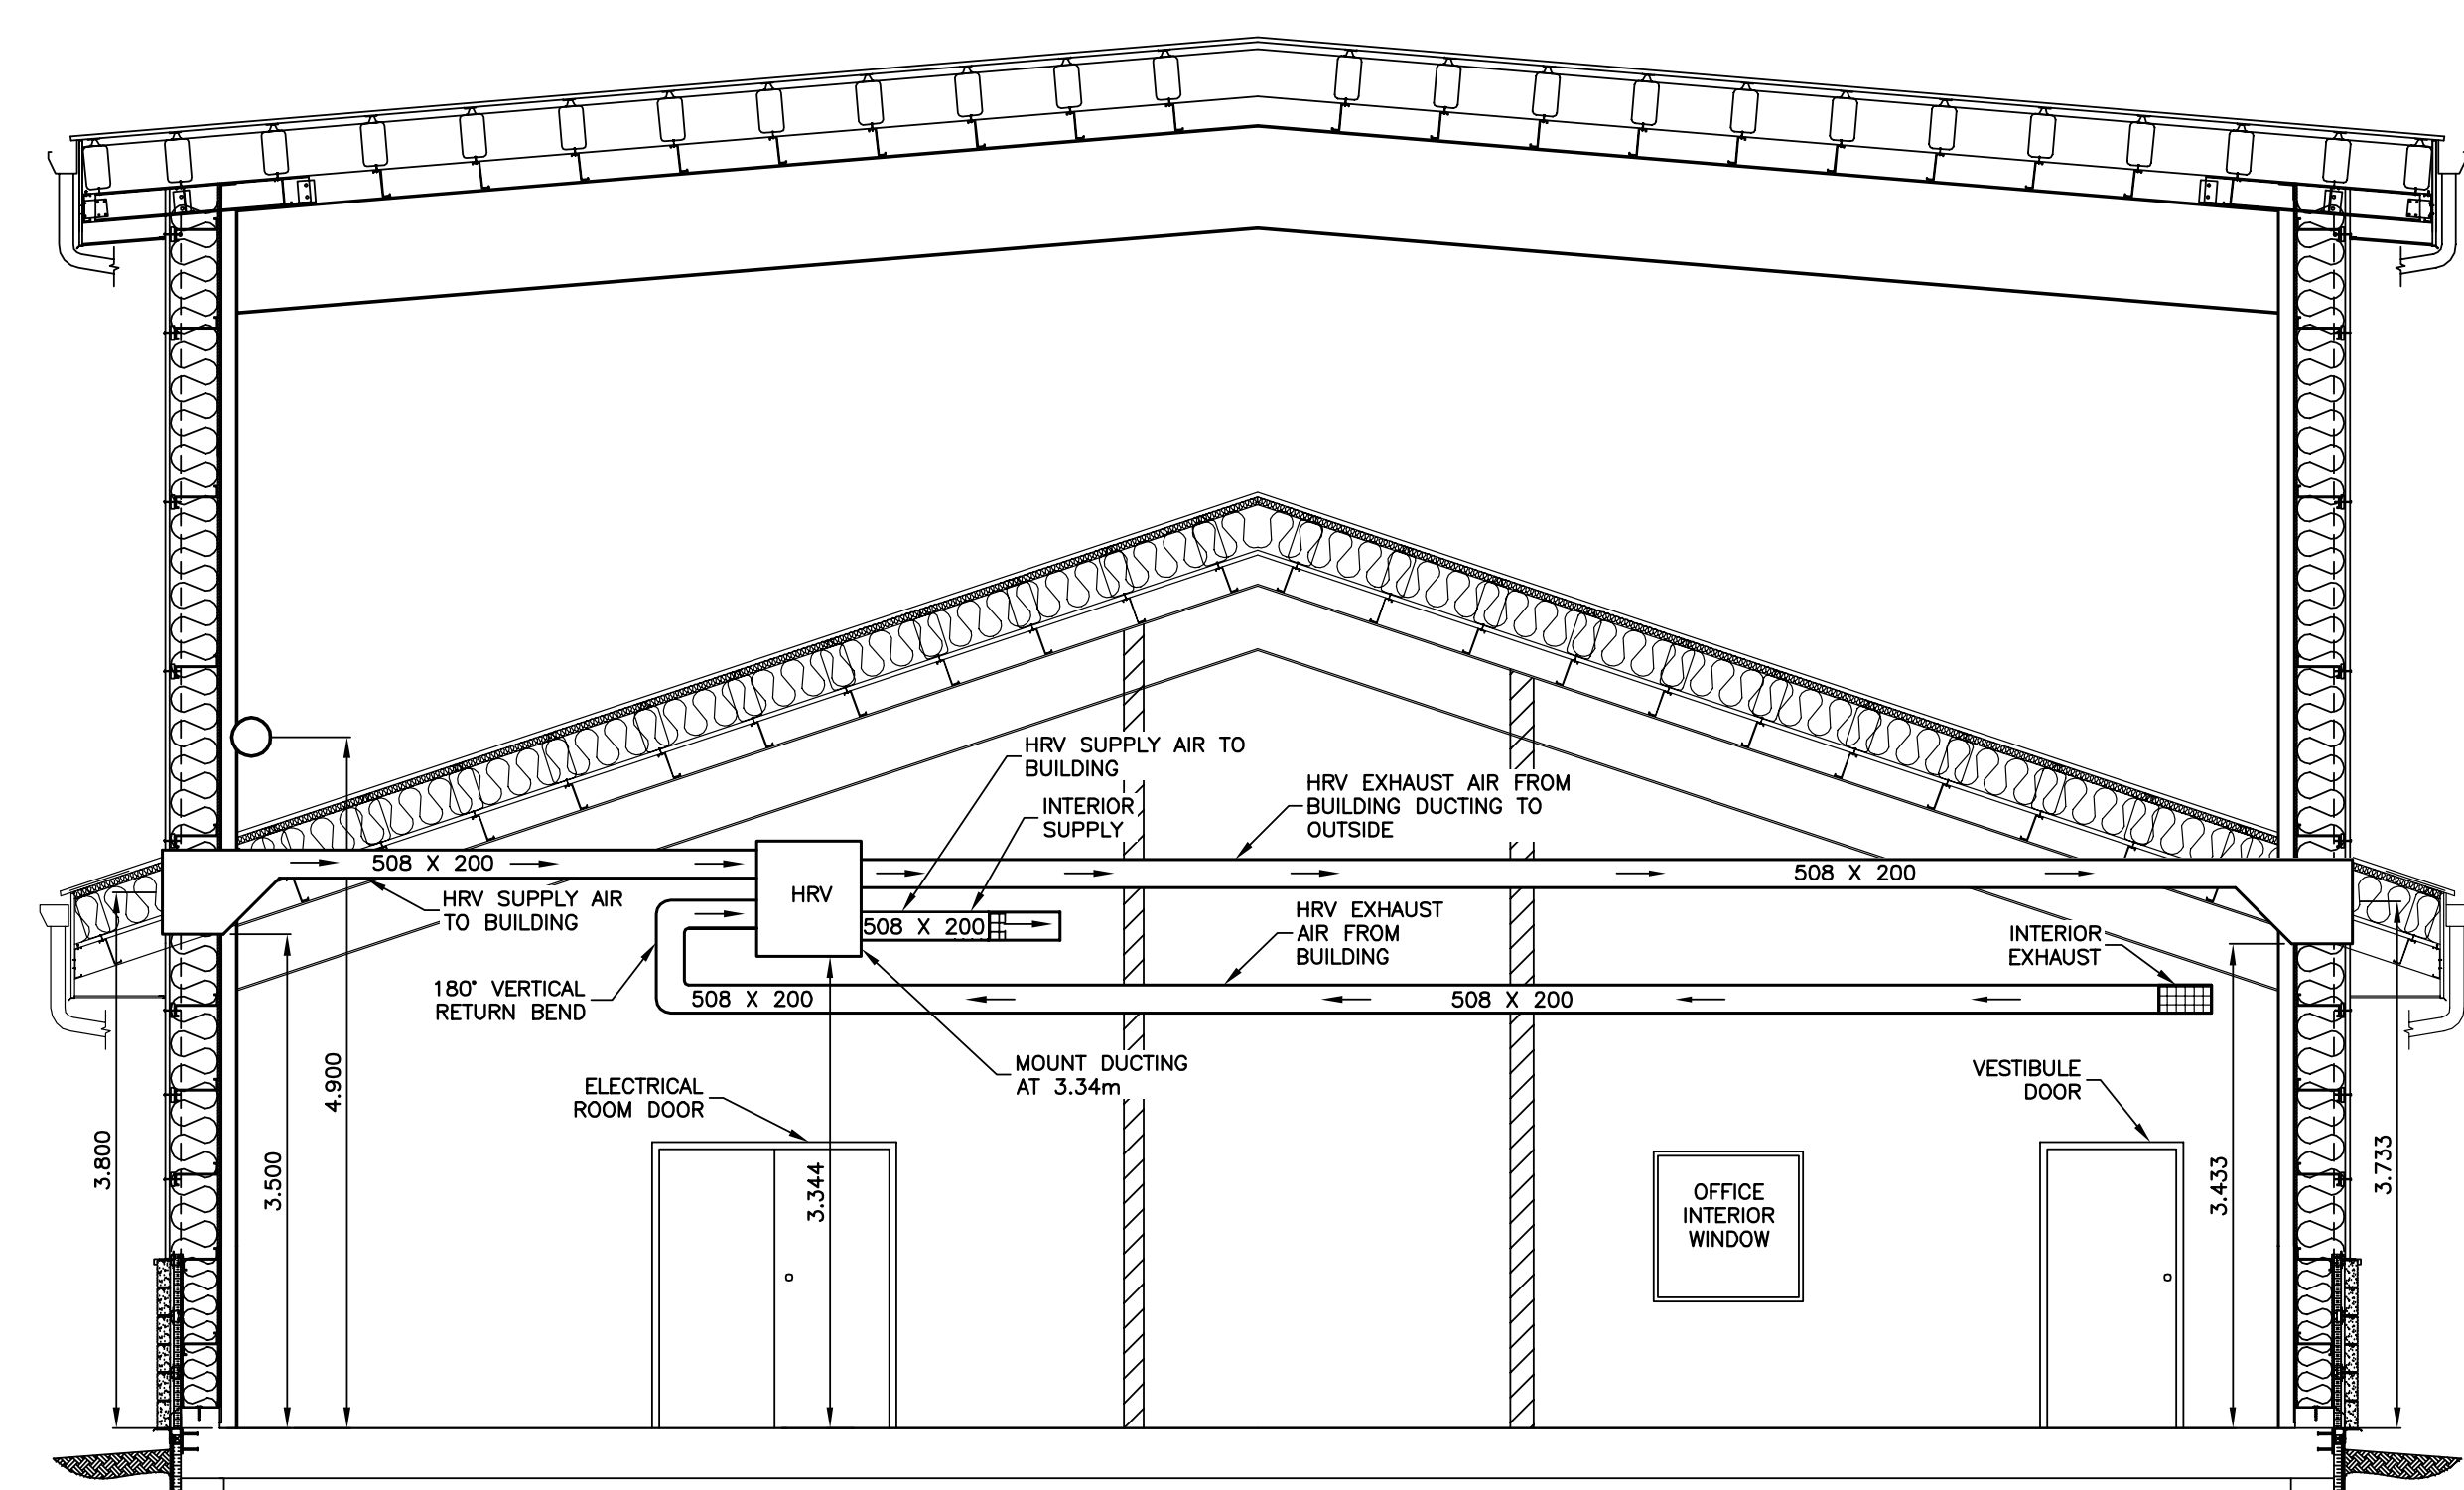 HRV SUPPLY AIR TO
BUILDING
INTERIOR
SUPPLY
HRV EXHAUST AIR FROM
BUILDING DUCTING TO
OUTSIDE
508 X 200
HRV
508 X 200
HRV SUPPLY AIR
TO BUILDING
508 X 200
HRV EXHAUST
AIR FROM
BUILDING
INTERIOR
EXHAUST
180° VERTICAL
RETURN BEND
508 X 200
508 X 200
MOUNT DUCTING
AT 3.34m
ELECTRICAL
ROOM DOOR
VESTIBULE
DOOR
OFFICE
INTERIOR
WINDOW
3.800
3.500
4.900
3.344
3.433
3.733